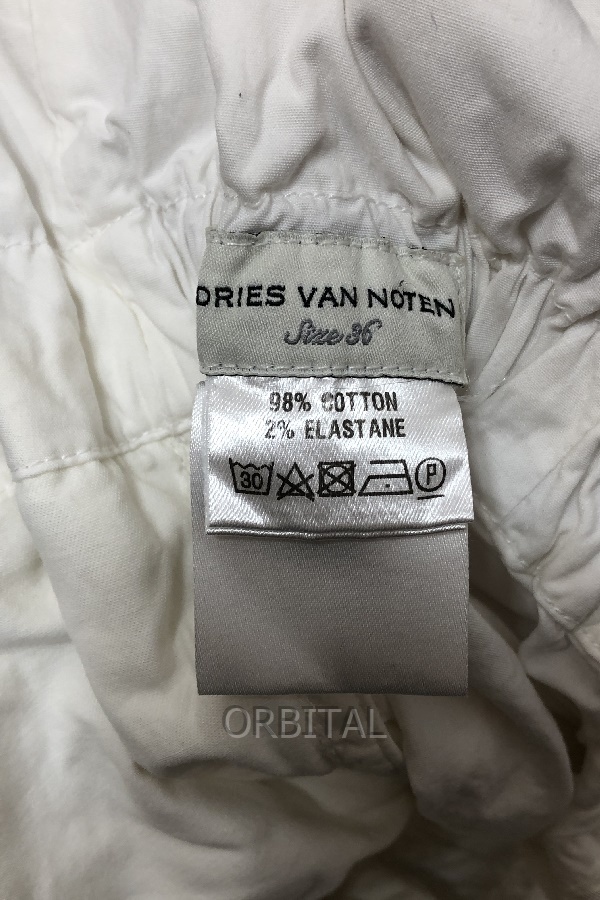 DRIES VAN NOTEN
Size 36
98% COTTON
2% ELASTANE
30 P
ORBITAL